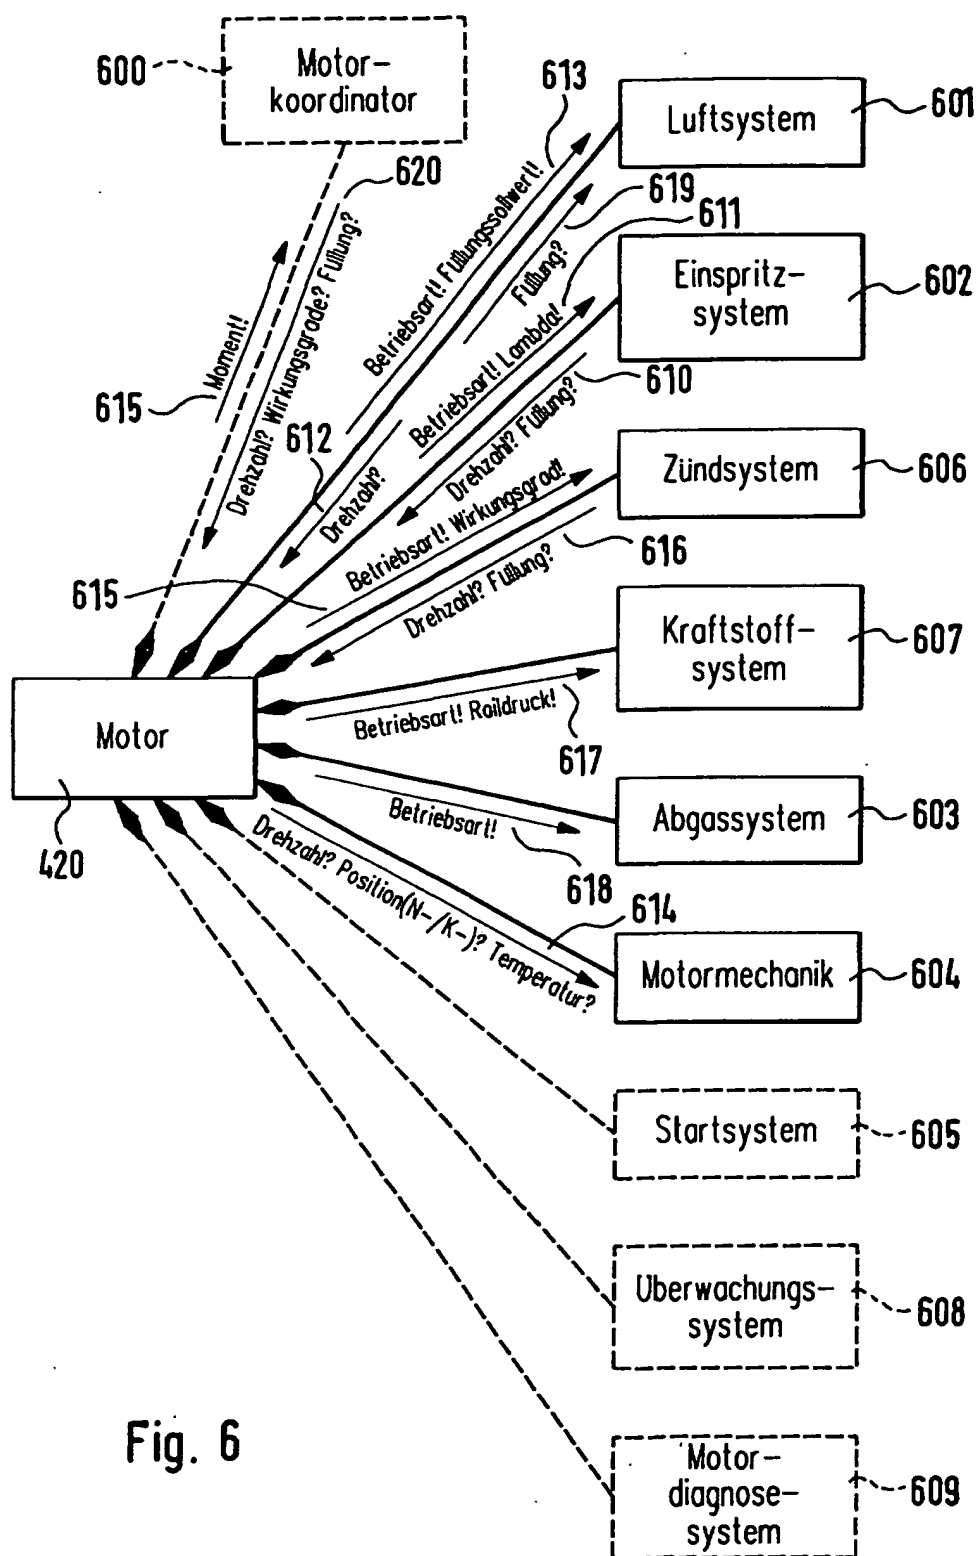 600
Motor-
koordinator
613
Luftsystem
601
620
619
611
Betriebsart! Füllungssollwert!
Füllung?
Einspritz-
system
602
Moment!
615
Drehzahl? Wirkungsgrade? Füllung?
612
Drehzahl?
Betriebsart! Lambda!
Drehzahl? Füllung?
610
Zündsystem
606
Betriebsart! Wirkungsgrad!
616
615
Drehzahl? Füllung?
Kraftstoff-
system
607
Motor
420
Betriebsart! Raildruck!
617
Betriebsart!
618
Abgassystem
603
Drehzahl? Position(N-/K-)? Temperatur?
614
Motormechanik
604
Startsystem
605
Überwachungs-
system
608
Fig. 6
Motor-
diagnose-
system
609